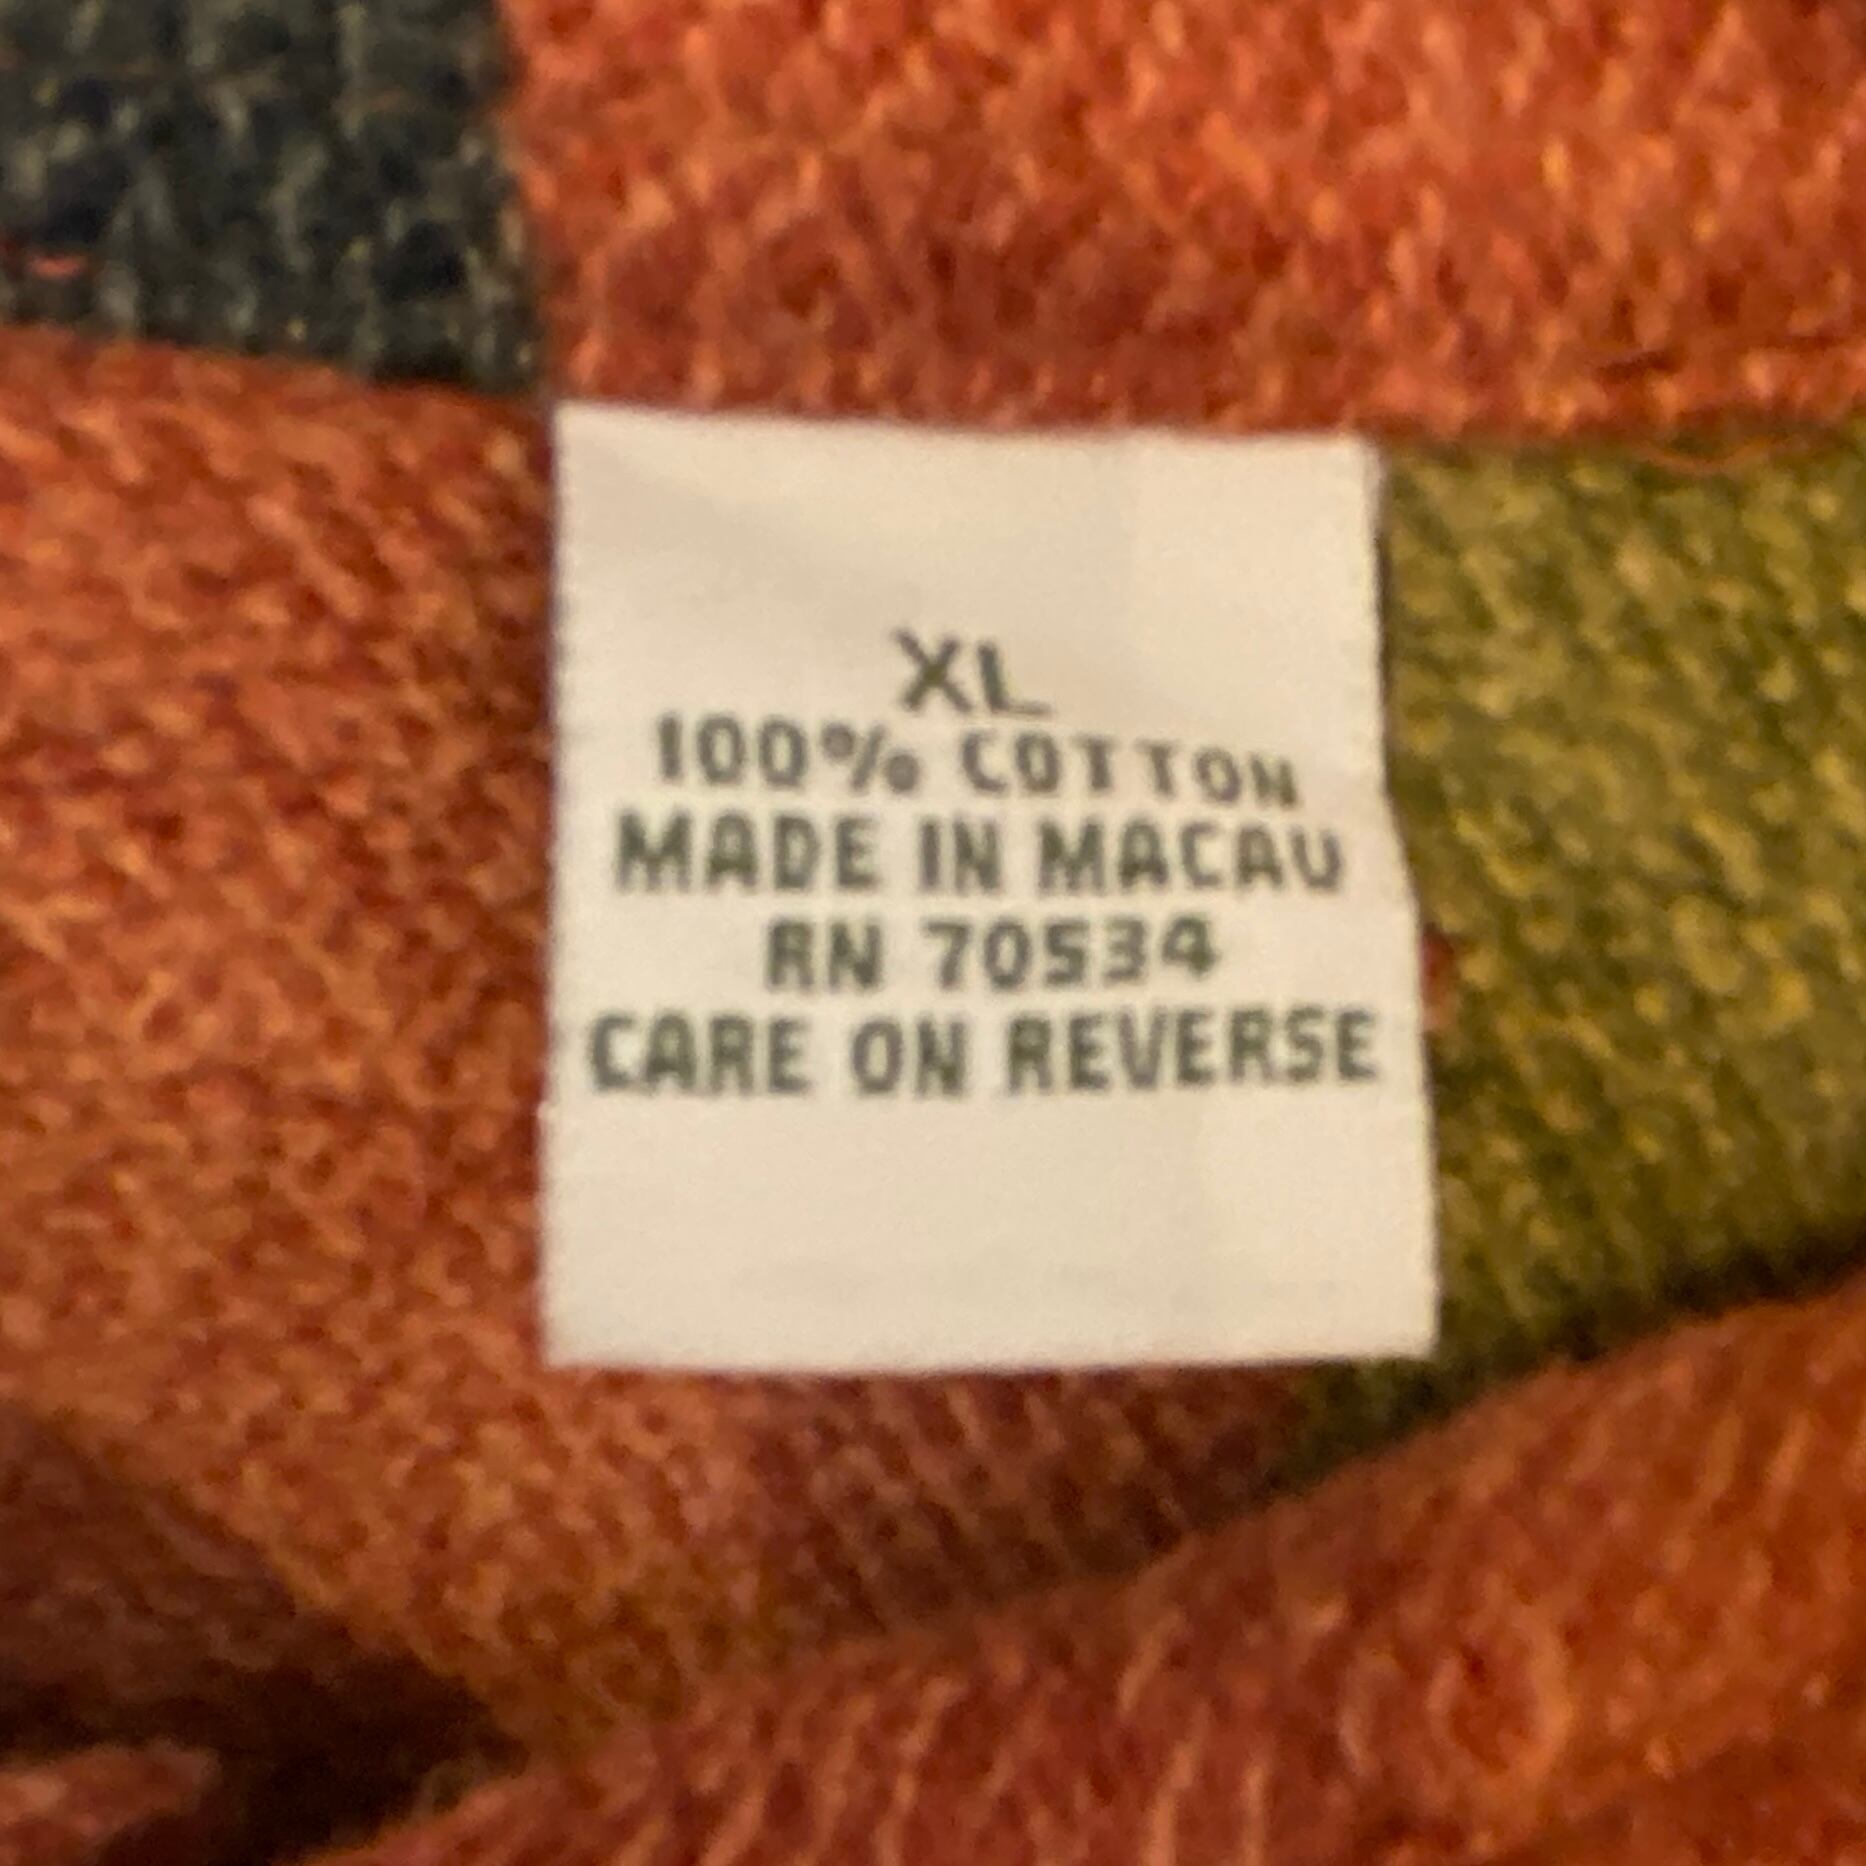 XL
100% COTTON
MADE IN MACAU
RN 70534
CARE ON REVERSE